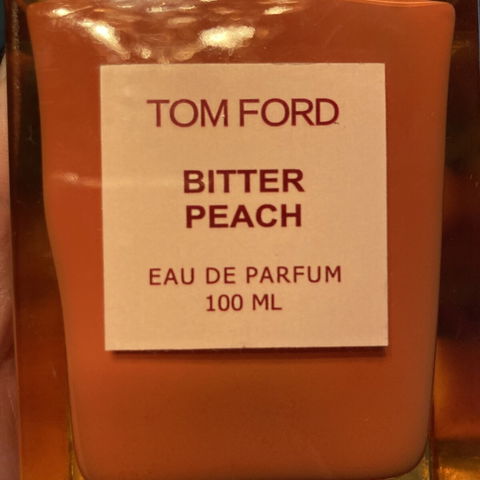 TOM FORD
BITTER
PEACH
EAU DE PARFUM
100 ML